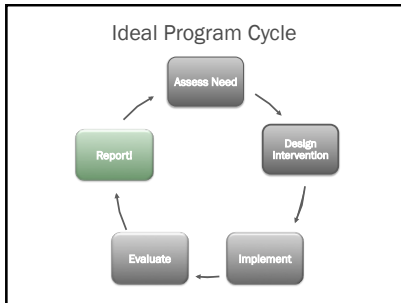 Ideal Program Cycle
Assess Need
Design
Intervention
Implement
Evaluate
Report!